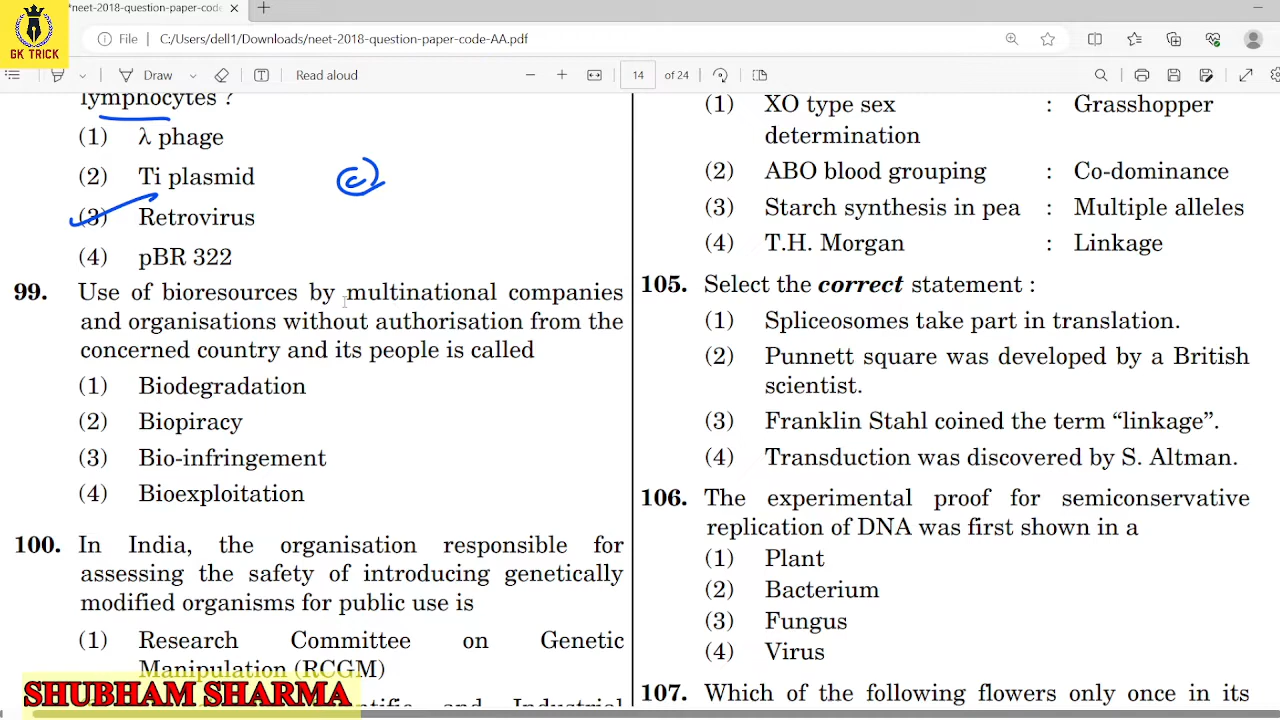 *neet-2018-question-paper-code-
GK TRICK
File
C:/Users/dell1/Downloads/neet-2018-question-paper-code-AA.pdf
Draw
Read aloud
14
of 24
lymphocytes ?
(1) λ phage
(2) Ti plasmid
(c)
(3) Retrovirus
(4) pBR 322
99. Use of bioresources by multinational companies
and organisations without authorisation from the
concerned country and its people is called
(1) Biodegradation
(2) Biopiracy
(3) Bio-infringement
(4) Bioexploitation
100. In India, the organisation responsible for
assessing the safety of introducing genetically
modified organisms for public use is
(1) Research Committee on Genetic
Manipulation (RCGM)
and Industrial
SHUBHAM SHARMA
(1) XO type sex : Grasshopper
determination
(2) ABO blood grouping : Co-dominance
(3) Starch synthesis in pea : Multiple alleles
(4) T.H. Morgan : Linkage
105. Select the correct statement :
(1) Spliceosomes take part in translation.
(2) Punnett square was developed by a British
scientist.
(3) Franklin Stahl coined the term “linkage”.
(4) Transduction was discovered by S. Altman.
106. The experimental proof for semiconservative
replication of DNA was first shown in a
(1) Plant
(2) Bacterium
(3) Fungus
(4) Virus
107. Which of the following flowers only once in its